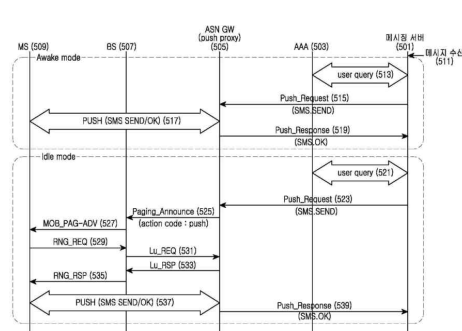 ASN GW
(push proxy)
메시징 서버
MS (509)
BS (507)
(505)
AAA (503)
(501)
메시지 수신
(511)
Awake mode
user query (513)
Push_Request (515)
(SMS.SEND)
PUSH (SMS SEND/OK) (517)
Push_Response (519)
(SMS.OK)
Idle mode
user query (521)
Push_Request (523)
(SMS.SEND)
Paging_Announce (525)
(action code : push)
MOB_PAG-ADV (527)
RNG_REQ (529)
Lu_REQ (531)
Lu_RSP (533)
RNG_RSP (535)
PUSH (SMS SEND/OK) (537)
Push_Response (539)
(SMS.OK)